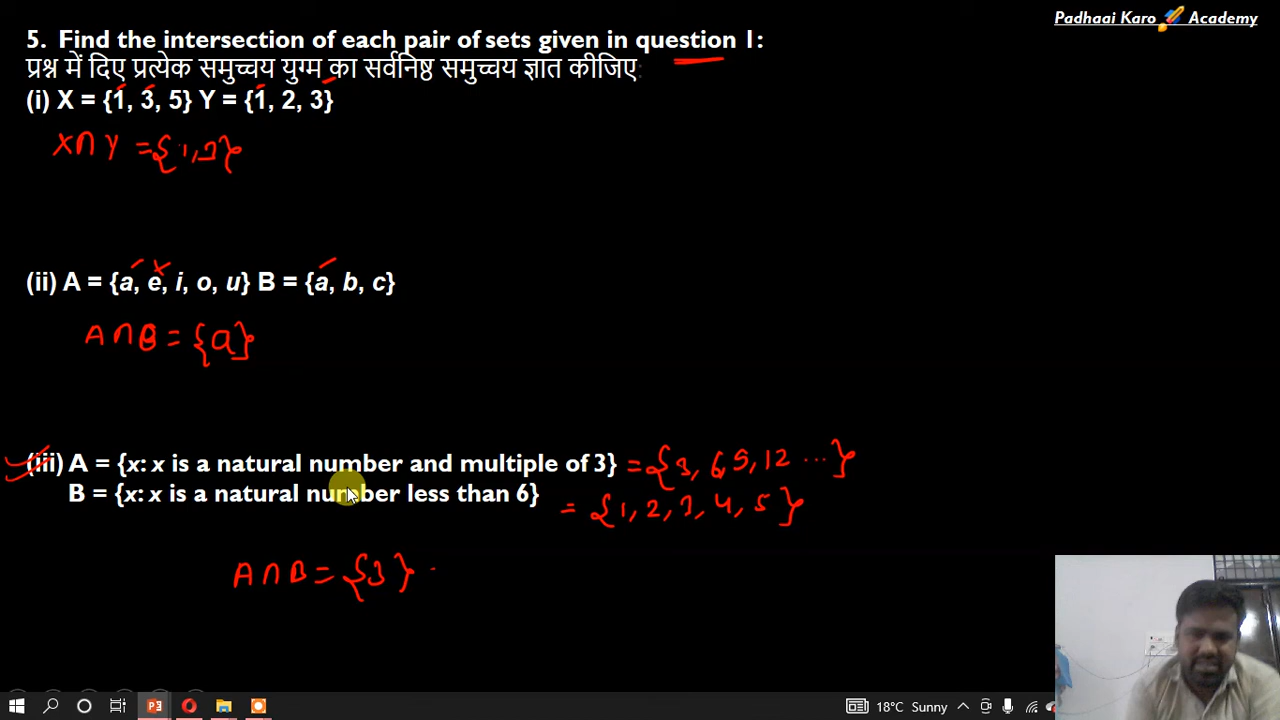 Padhaai Karo Academy
5. Find the intersection of each pair of sets given in question 1:
प्रश्न में दिए प्रत्येक समुच्चय युग्म का सर्वनिष्ठ समुच्चय ज्ञात कीजिए:
(i) X = {1, 3, 5} Y = {1, 2, 3}
X∩Y = {1,3}
(ii) A = {a, e, i, o, u} B = {a, b, c}
A∩B = {a}
(iii) A = {x: x is a natural number and multiple of 3} = {3, 6, 9, 12 ...}
B = {x: x is a natural number less than 6} = {1, 2, 3, 4, 5}
A∩B = {3}
18°C Sunny